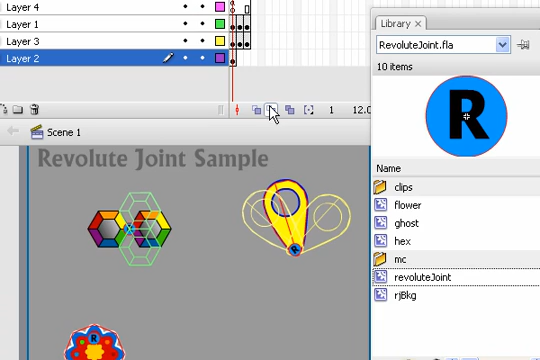 Layer 4
Layer 1
Layer 3
Layer 2
1 12.0
Scene 1
Revolute Joint Sample
R
R
Library ×
RevoluteJoint.fla
10 items
R
Name
clips
flower
ghost
hex
mc
revoluteJoint
rjBkg